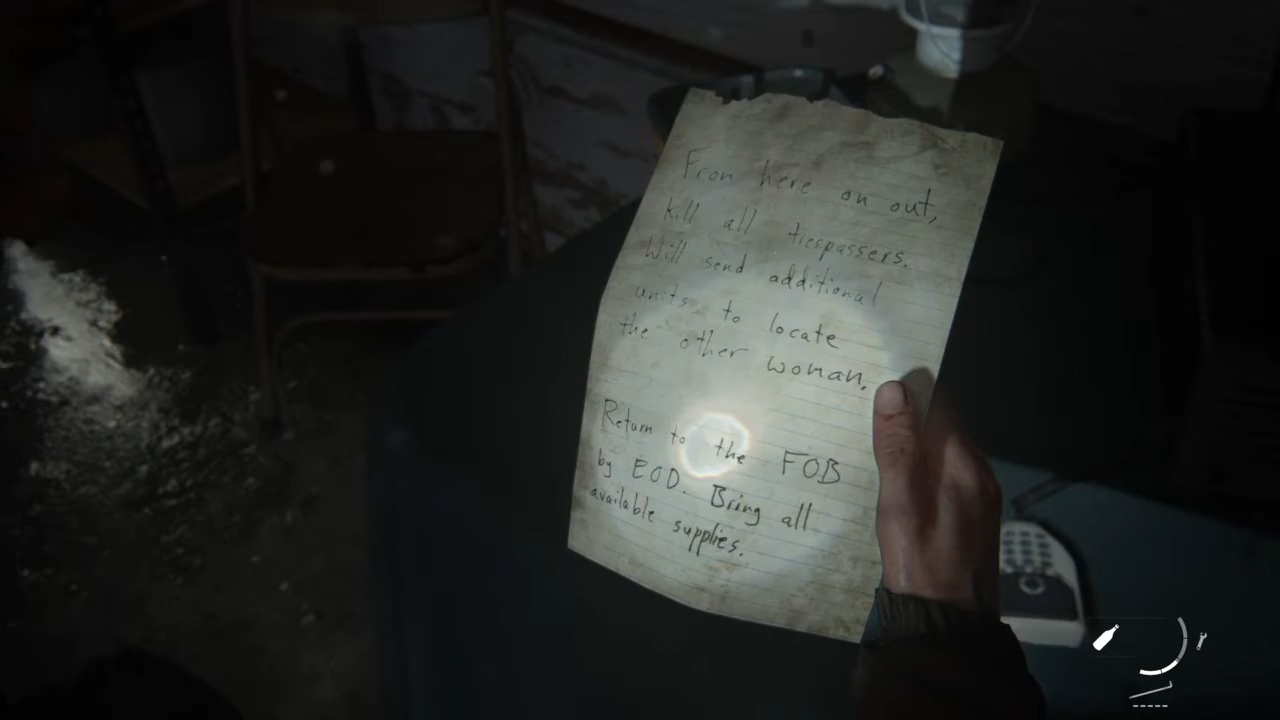 From here on out,
kill all trespassers.
Will send additional
units to locate
the other woman.
Return to the FOB
by EOD. Bring all
available supplies.